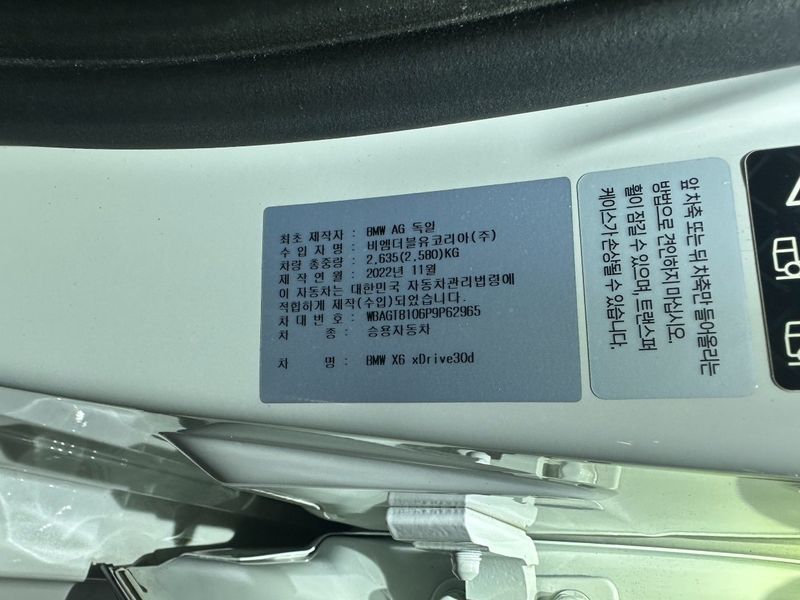 최초 제작자 : BMW AG 독일
수 입 자 명 : 비엠더블유코리아(주)
차량 총중량 : 2,635(2,580)KG
제 작 연 월 : 2022년 11월
이 자동차는 대한민국 자동차관리법령에
적합하게 제작(수입)되었습니다.
차 대 번 호 : WBAGT8106P9P62965
차 종 : 승용자동차
차 명 : BMW X6 xDrive30d
앞 차축 또는 뒤 차축만 들어올리는
방법으로 견인하지 마십시오.
휠이 잠길 수 있으며, 트랜스퍼
케이스가 손상될 수 있습니다.